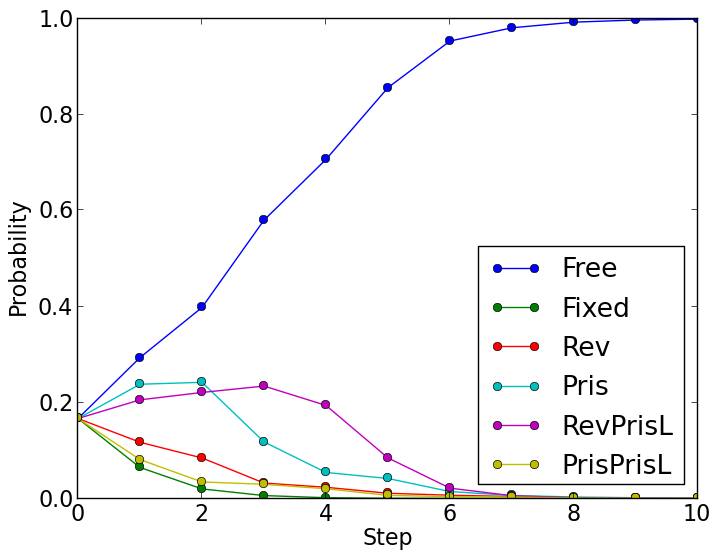 1.0
0.8
0.6
0.4
0.2
0.0
Probability
0 2 4 6 8 10
Step
Free
Fixed
Rev
Pris
RevPrisL
PrisPrisL